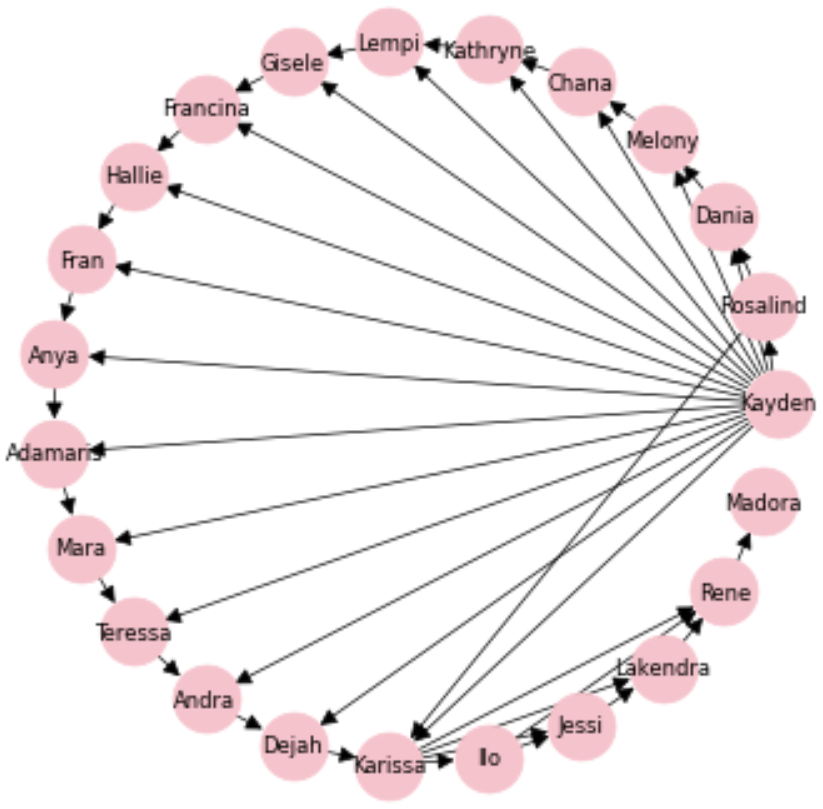 Lempi
Kathryne
Gisele
Chana
Francina
Melony
Hallie
Dania
Fran
Rosalind
Anya
Kayden
Adamaris
Madora
Mara
Rene
Teressa
Lakendra
Andra
Jessi
Dejah
Ilo
Karissa